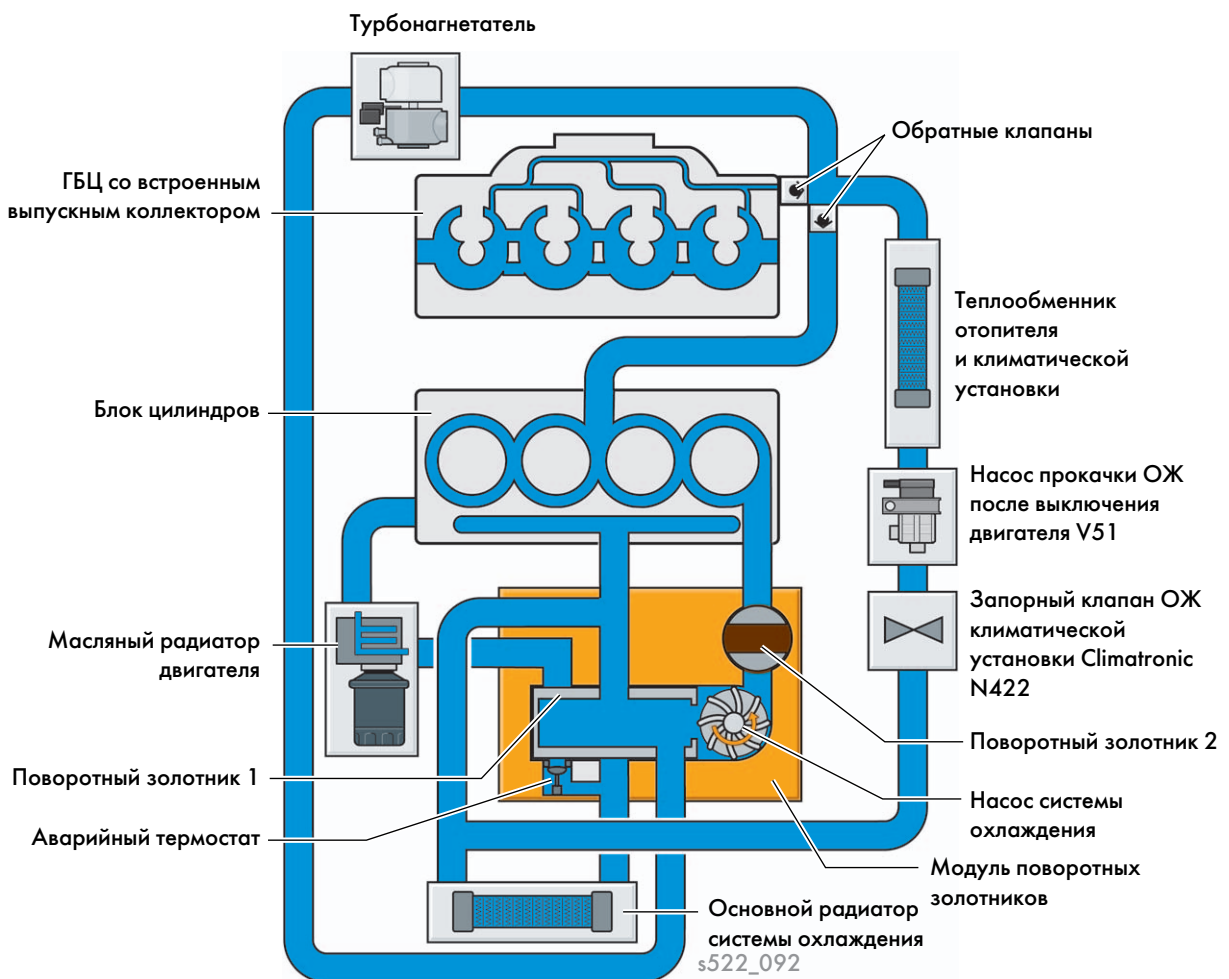 Турбонагнетатель
Обратные клапаны
ГБЦ со встроенным
выпускным коллектором
Теплообменник
отопителя
и климатической
установки
Блок цилиндров
Насос прокачки ОЖ
после выключения
двигателя V51
Запорный клапан ОЖ
климатической
установки Climatronic
N422
Масляный радиатор
двигателя
Поворотный золотник 2
Поворотный золотник 1
Насос системы
охлаждения
Аварийный термостат
Модуль поворотных
золотников
Основной радиатор
системы охлаждения
s522_092